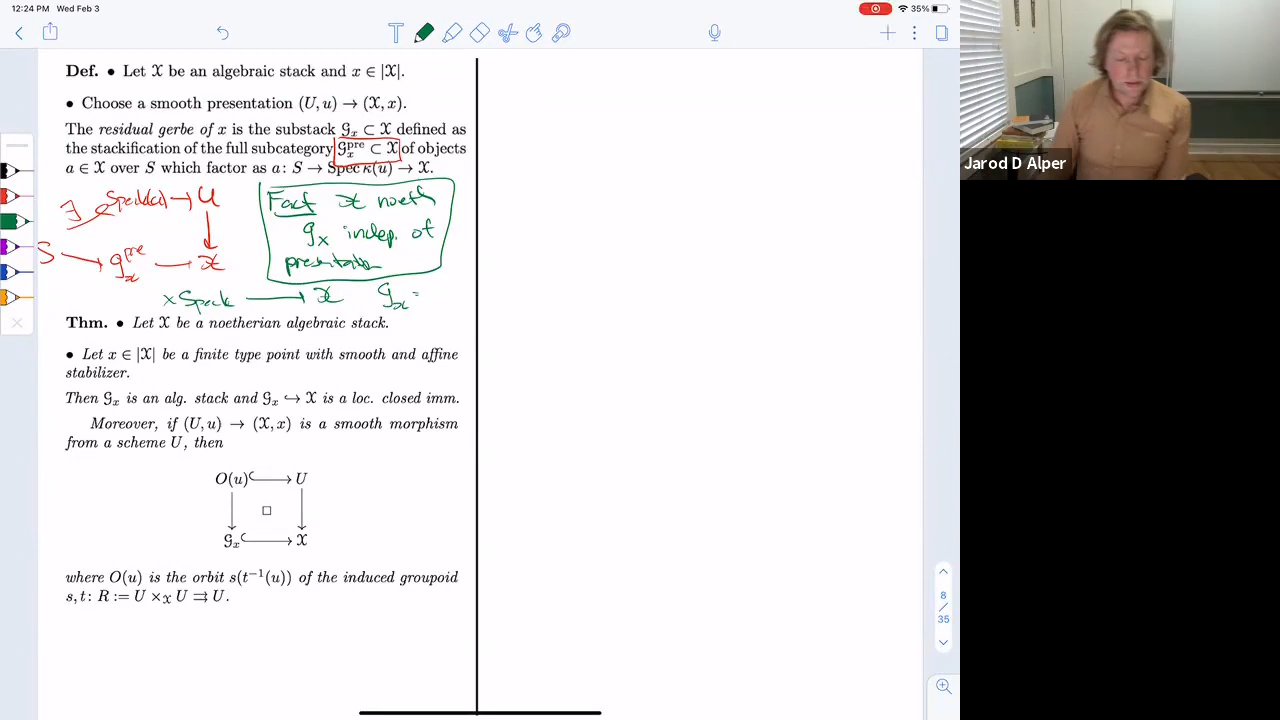 12:24 PM Wed Feb 3
35%
Def. • Let 𝒳 be an algebraic stack and x ∈ |𝒳|.
• Choose a smooth presentation (U, u) → (𝒳, x).
The residual gerbe of x is the substack 𝒢ₓ ⊂ 𝒳 defined as
the stackification of the full subcategory 𝒢ₓᵖʳᵉ ⊂ 𝒳 of objects
a ∈ 𝒳 over S which factor as a: S → Spec κ(u) → 𝒳.
∃ Spec k(u) → U
S → 𝒢ₓᵖʳᵉ → 𝒳
Fact 𝒳 noeth
𝒢ₓ indep. of
presentation
x Spec k → 𝒳 𝒢ₓ =
Thm. • Let 𝒳 be a noetherian algebraic stack.
• Let x ∈ |𝒳| be a finite type point with smooth and affine
stabilizer.
Then 𝒢ₓ is an alg. stack and 𝒢ₓ ↪ 𝒳 is a loc. closed imm.
Moreover, if (U, u) → (𝒳, x) is a smooth morphism
from a scheme U, then
O(u) ↪ U
□
𝒢ₓ ↪ 𝒳
where O(u) is the orbit s(t⁻¹(u)) of the induced groupoid
s, t: R := U ×_𝒳 U ⇉ U.
8
/
35
Jarod D Alper